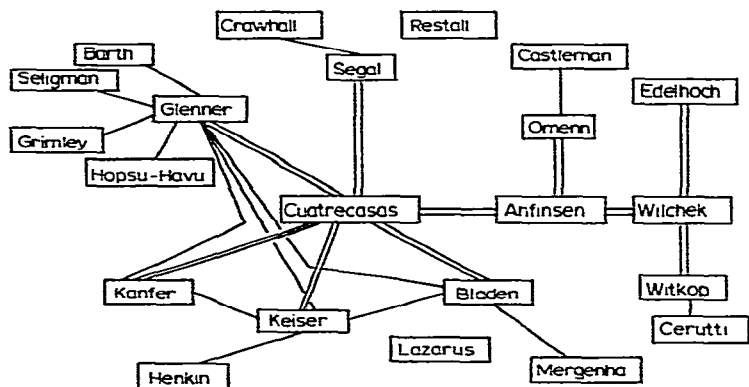 Crawhall
Restall
Barth
Segal
Castleman
Seligman
Glenner
Edelhoch
Grimley
Omenn
Hopsu-Havu
Cuatrecasas
Anfinsen
Wilchek
Kanfer
Keiser
Bladen
Witkop
Cerutti
Lazarus
Henkin
Mergenha